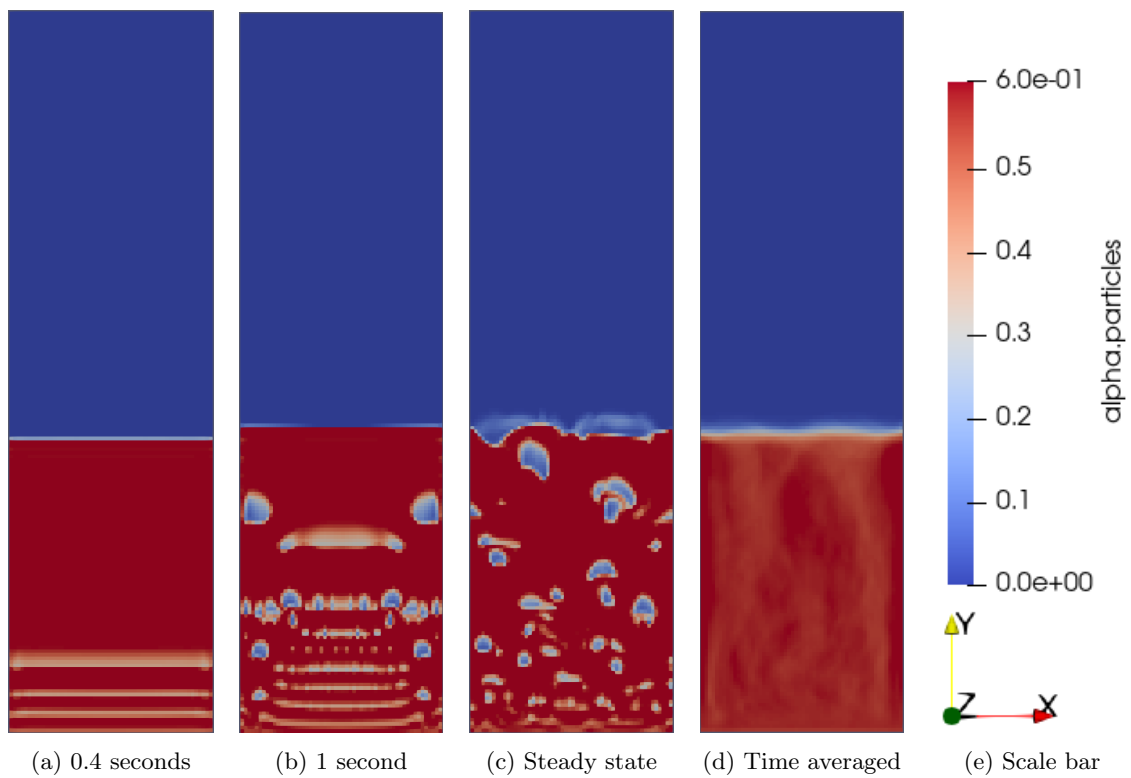 6.0e-01
0.5
0.4
0.3
0.2
0.1
0.0e+00
alpha.particles
Y
Z
X
(a) 0.4 seconds
(b) 1 second
(c) Steady state
(d) Time averaged
(e) Scale bar